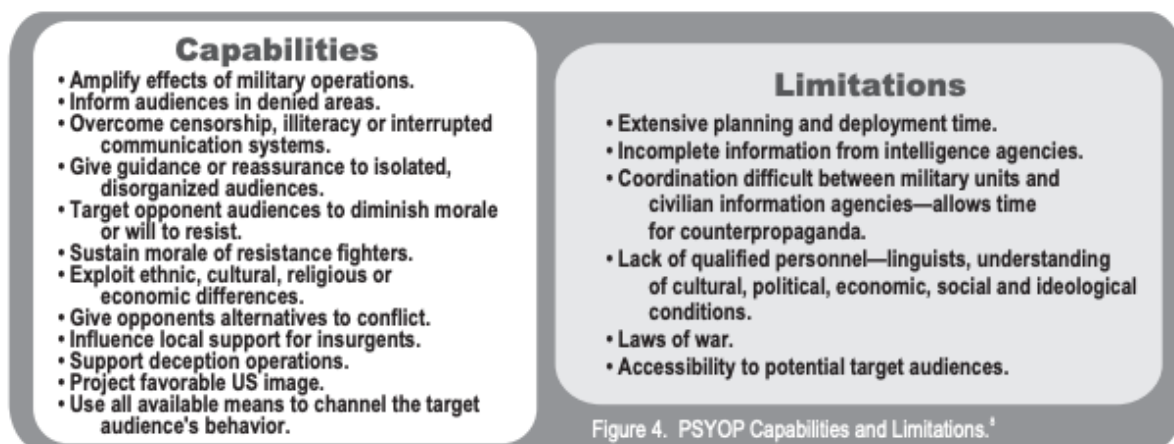 Capabilities
• Amplify effects of military operations.
• Inform audiences in denied areas.
• Overcome censorship, illiteracy or interrupted
communication systems.
• Give guidance or reassurance to isolated,
disorganized audiences.
• Target opponent audiences to diminish morale
or will to resist.
• Sustain morale of resistance fighters.
• Exploit ethnic, cultural, religious or
economic differences.
• Give opponents alternatives to conflict.
• Influence local support for insurgents.
• Support deception operations.
• Project favorable US image.
• Use all available means to channel the target
audience's behavior.
Limitations
• Extensive planning and deployment time.
• Incomplete information from intelligence agencies.
• Coordination difficult between military units and
civilian information agencies—allows time
for counterpropaganda.
• Lack of qualified personnel—linguists, understanding
of cultural, political, economic, social and ideological
conditions.
• Laws of war.
• Accessibility to potential target audiences.
Figure 4. PSYOP Capabilities and Limitations.